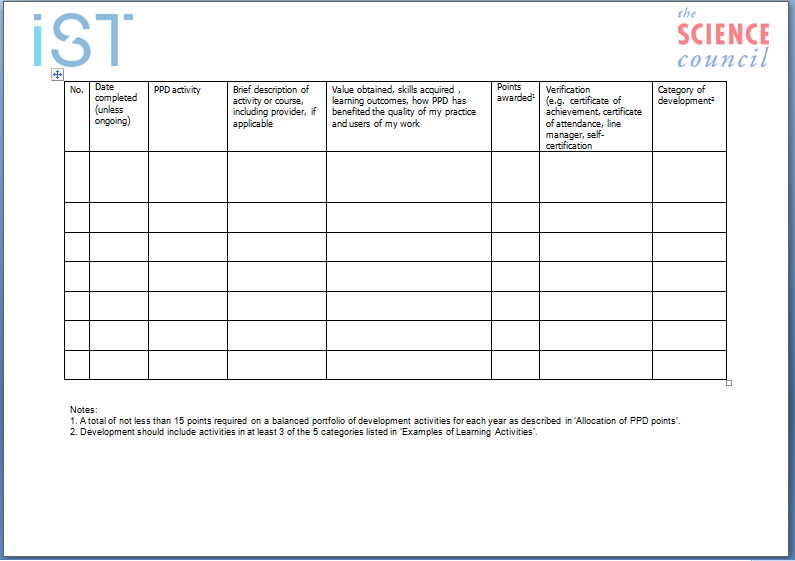 iST
the
SCIENCE
council
No.
Date
completed
(unless
ongoing)
PPD activity
Brief description of
activity or course,
including provider, if
applicable
Value obtained, skills acquired ,
learning outcomes, how PPD has
benefited the quality of my practice
and users of my work
Points
awarded¹
Verification
(e.g. certificate of
achievement, certificate
of attendance, line
manager, self-
certification
Category of
development²
Notes:
1. A total of not less than 15 points required on a balanced portfolio of development activities for each year as described in 'Allocation of PPD points'.
2. Development should include activities in at least 3 of the 5 categories listed in 'Examples of Learning Activities'.